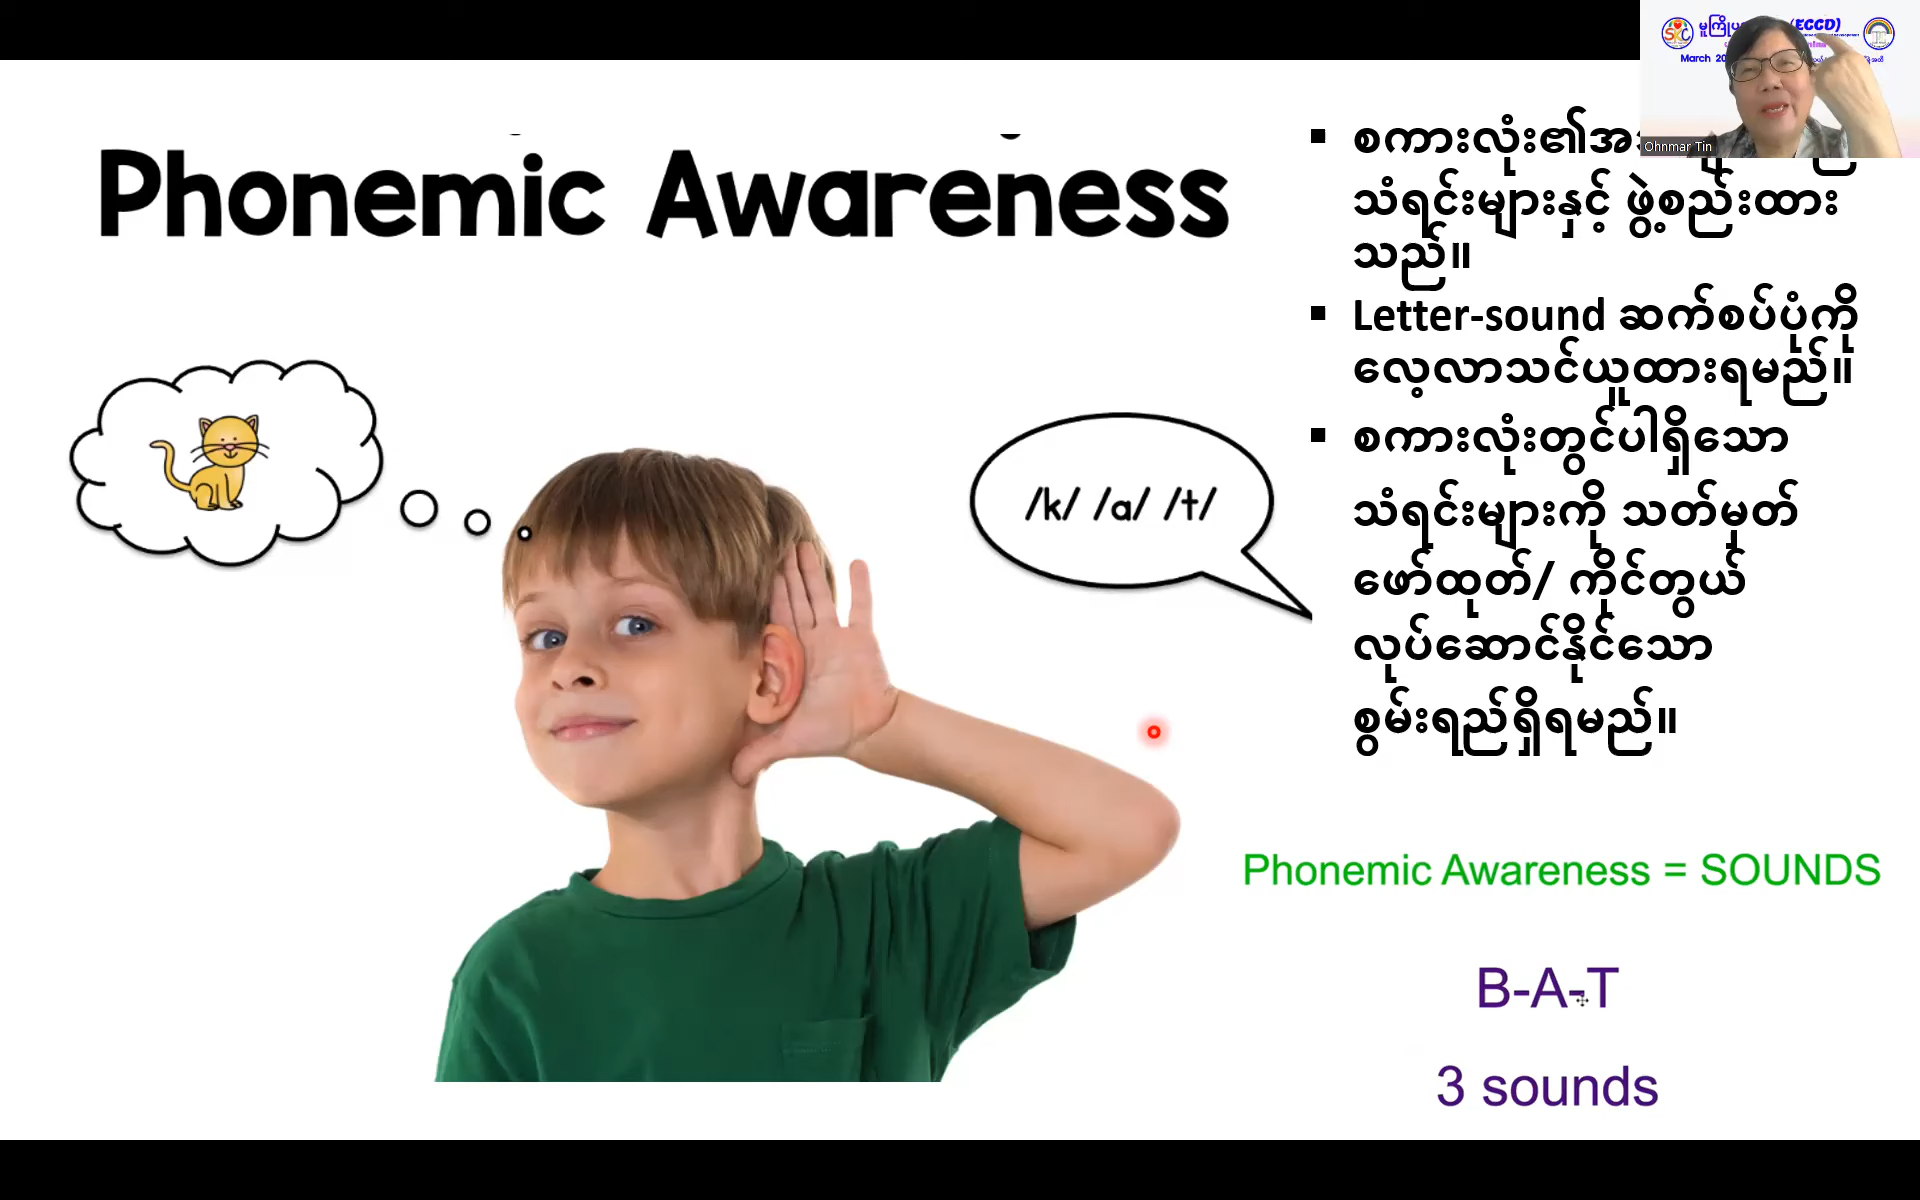 (ECCD)
March
Ohnmar Tin
Phonemic Awareness
/k/ /a/ /t/
▪ စကားလုံး၏
သံရင်းများနှင့် ဖွဲ့စည်းထား
သည်။
▪ Letter-sound ဆက်စပ်ပုံကို
လေ့လာသင်ယူထားရမည်။
▪ စကားလုံးတွင်ပါရှိသော
သံရင်းများကို သတ်မှတ်
ဖော်ထုတ်/ ကိုင်တွယ်
လုပ်ဆောင်နိုင်သော
စွမ်းရည်ရှိရမည်။
Phonemic Awareness = SOUNDS
B-A-T
3 sounds